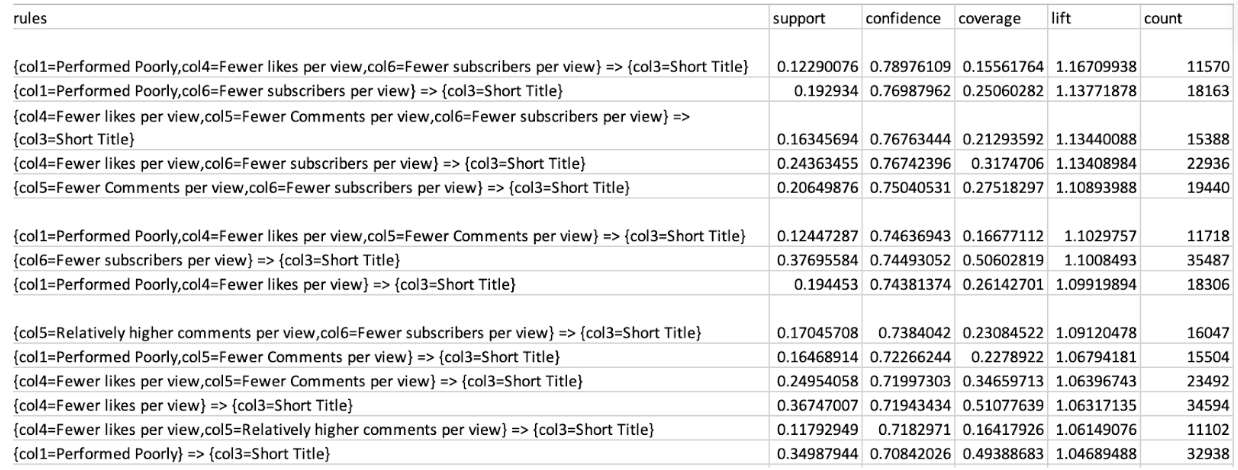 rules support confidence coverage lift count
{col1=Performed Poorly,col4=Fewer likes per view,col6=Fewer subscribers per view} => {col3=Short Title} 0.12290076 0.78976109 0.15561764 1.16709938 11570
{col1=Performed Poorly,col6=Fewer subscribers per view} => {col3=Short Title} 0.192934 0.76987962 0.25060282 1.13771878 18163
{col4=Fewer likes per view,col5=Fewer Comments per view,col6=Fewer subscribers per view} =>
{col3=Short Title} 0.16345694 0.76763444 0.21293592 1.13440088 15388
{col4=Fewer likes per view,col6=Fewer subscribers per view} => {col3=Short Title} 0.24363455 0.76742396 0.3174706 1.13408984 22936
{col5=Fewer Comments per view,col6=Fewer subscribers per view} => {col3=Short Title} 0.20649876 0.75040531 0.27518297 1.10893988 19440
{col1=Performed Poorly,col4=Fewer likes per view,col5=Fewer Comments per view} => {col3=Short Title} 0.12447287 0.74636943 0.16677112 1.1029757 11718
{col6=Fewer subscribers per view} => {col3=Short Title} 0.37695584 0.74493052 0.50602819 1.1008493 35487
{col1=Performed Poorly,col4=Fewer likes per view} => {col3=Short Title} 0.194453 0.74381374 0.26142701 1.09919894 18306
{col5=Relatively higher comments per view,col6=Fewer subscribers per view} => {col3=Short Title} 0.17045708 0.7384042 0.23084522 1.09120478 16047
{col1=Performed Poorly,col5=Fewer Comments per view} => {col3=Short Title} 0.16468914 0.72266244 0.2278922 1.06794181 15504
{col4=Fewer likes per view,col5=Fewer Comments per view} => {col3=Short Title} 0.24954058 0.71997303 0.34659713 1.06396743 23492
{col4=Fewer likes per view} => {col3=Short Title} 0.36747007 0.71943434 0.51077639 1.06317135 34594
{col4=Fewer likes per view,col5=Relatively higher comments per view} => {col3=Short Title} 0.11792949 0.7182971 0.16417926 1.06149076 11102
{col1=Performed Poorly} => {col3=Short Title} 0.34987944 0.70842026 0.49388683 1.04689488 32938